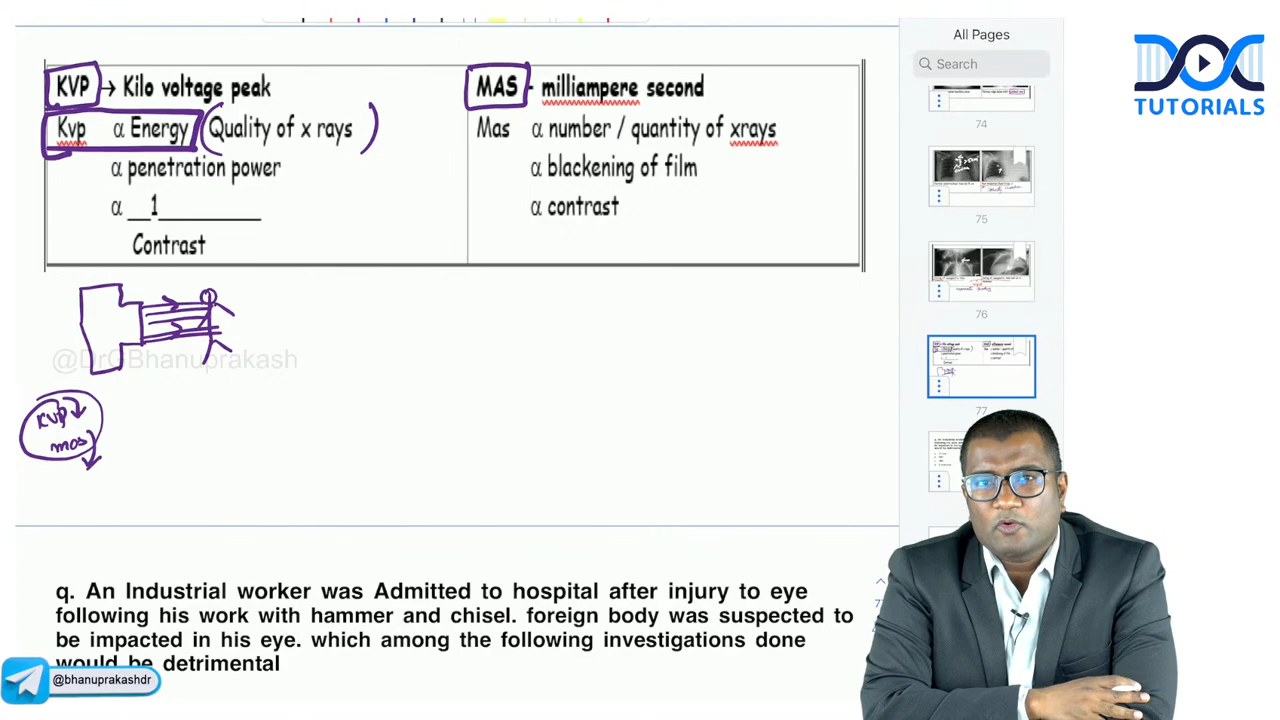 All Pages
Search
DOC
TUTORIALS
KVP → Kilo voltage peak
Kvp α Energy (Quality of x rays)
α penetration power
α __1________
Contrast
MAS - milliampere second
Mas α number / quantity of xrays
α blackening of film
α contrast
@DrGBhanuprakash
KVP
mas
74
75
76
77
q. An Industrial worker was Admitted to hospital after injury to eye
following his work with hammer and chisel. foreign body was suspected to
be impacted in his eye. which among the following investigations done
would be detrimental
@bhanuprakashdr